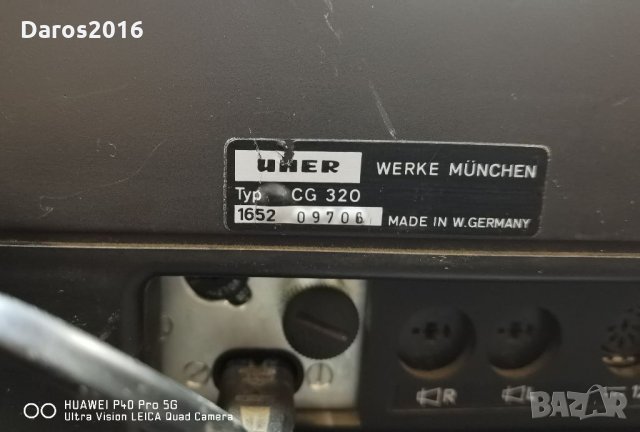 Daros2016
UHER WERKE MÜNCHEN
Typ CG 320
1652 09706 MADE IN W. GERMANY
R L
HUAWEI P40 Pro 5G
Ultra Vision LEICA Quad Camera
BAZAR